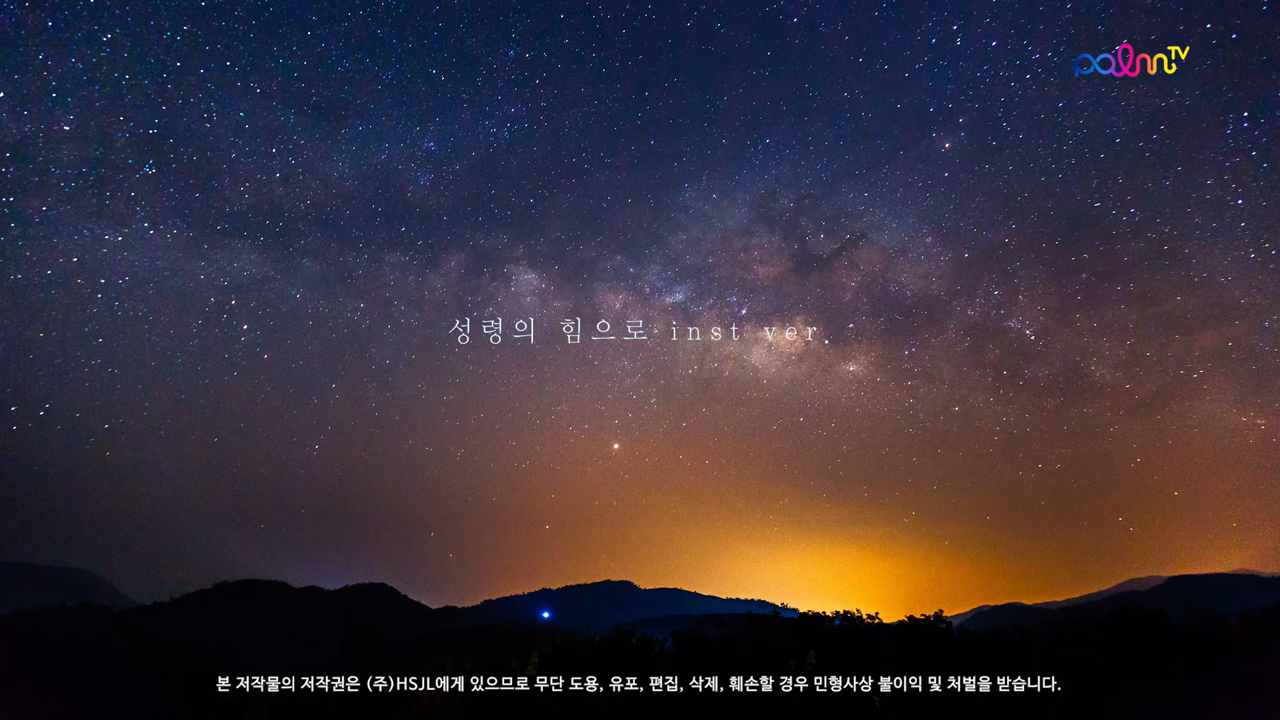 palm TV
성령의 힘으로 inst ver.
본 저작물의 저작권은 (주)HSJL에게 있으므로 무단 도용, 유포, 편집, 삭제, 훼손할 경우 민형사상 불이익 및 처벌을 받습니다.